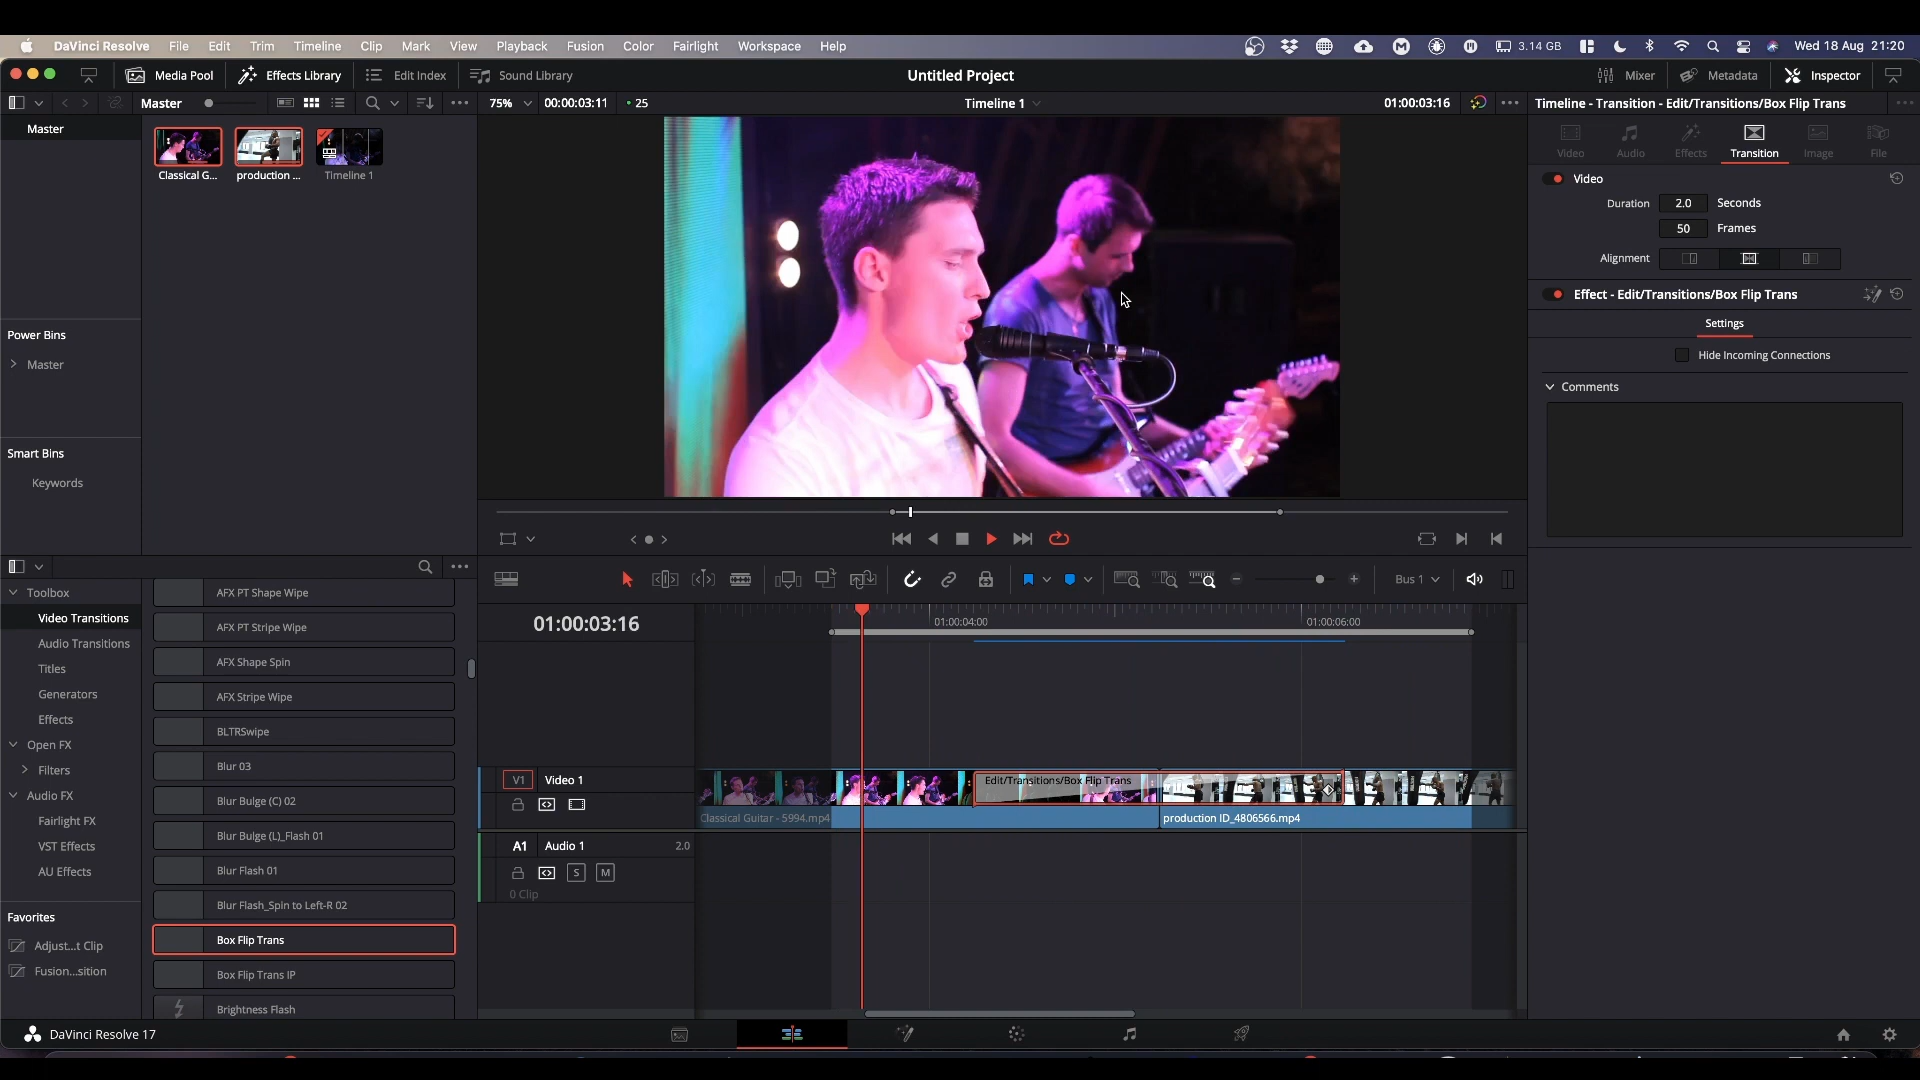 DaVinci Resolve File Edit Trim Timeline Clip Mark View Playback Fusion Color Fairlight Workspace Help 3.14 GB Wed 18 Aug 21:20
Media Pool Effects Library Edit Index Sound Library Untitled Project Mixer Metadata Inspector
Master 75% 00:00:03:11 25 Timeline 1 01:00:03:16 Timeline - Transition - Edit/Transitions/Box Flip Trans
Master
Classical G... production ... Timeline 1
Power Bins
Master
Smart Bins
Keywords
Video Audio Effects Transition Image File
Video
Duration 2.0 Seconds
50 Frames
Alignment
Effect - Edit/Transitions/Box Flip Trans
Settings
Hide Incoming Connections
Comments
Toolbox
Video Transitions
Audio Transitions
Titles
Generators
Effects
Open FX
Filters
Audio FX
Fairlight FX
VST Effects
AU Effects
Favorites
Adjust...t Clip
Fusion...sition
AFX PT Shape Wipe
AFX PT Stripe Wipe
AFX Shape Spin
AFX Stripe Wipe
BLTRSwipe
Blur 03
Blur Bulge (C) 02
Blur Bulge (L)_Flash 01
Blur Flash 01
Blur Flash_Spin to Left-R 02
Box Flip Trans
Box Flip Trans IP
Brightness Flash
Bus 1
01:00:03:16 01:00:04:00 01:00:06:00
V1 Video 1 Edit/Transitions/Box Flip Trans
Classical Guitar - 5994.mp4 production ID_4806566.mp4
A1 Audio 1 2.0
S M
0 Clip
DaVinci Resolve 17